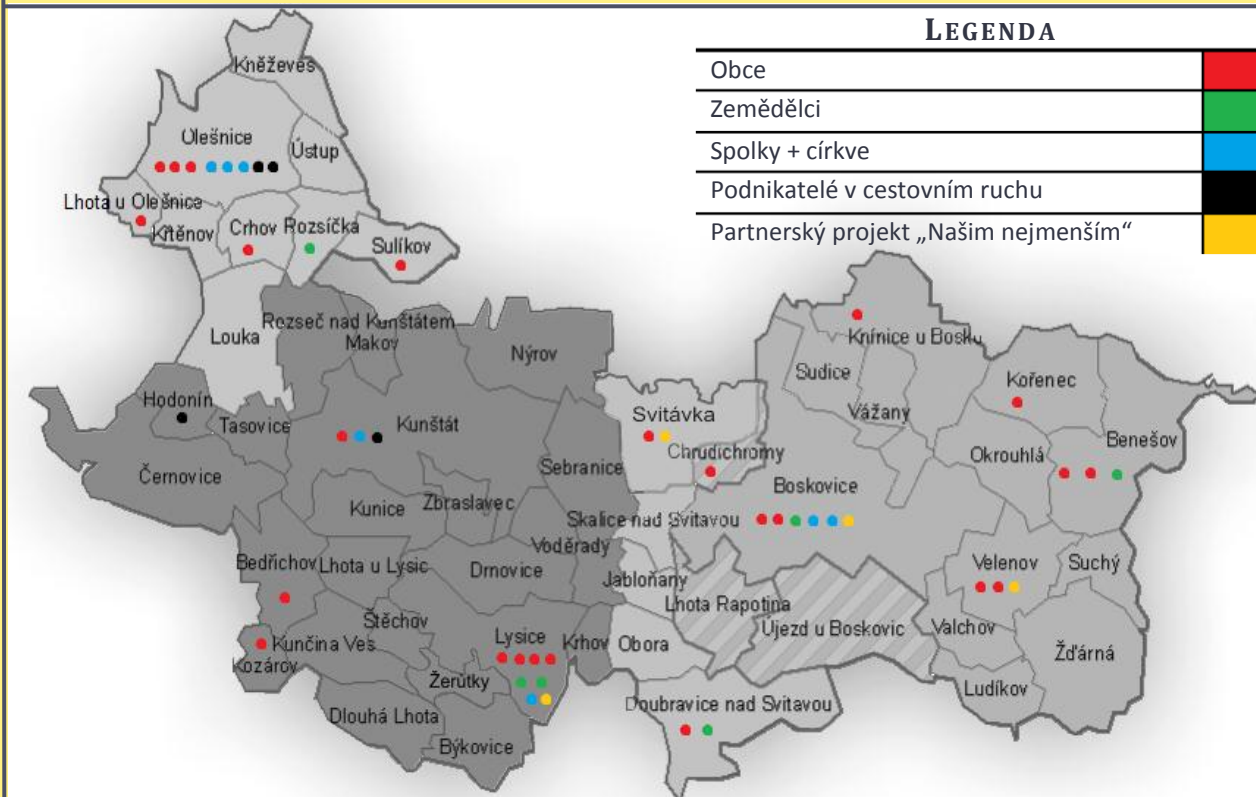 LEGENDA
Obce
Zemědělci
Spolky + církve
Podnikatelé v cestovním ruchu
Partnerský projekt „Našim nejmenším“
Kněževes
Olešnice
Ústup
Lhota u Olešnice
Křtěnov
Crhov
Rozsíčka
Sulíkov
Louka
Rozseč nad Kunštátem
Makov
Nýrov
Hodonín
Tasovice
Kunštát
Černovice
Sebranice
Kunice
Zbraslavec
Svitávka
Chrudichromy
Knínice u Bosku
Sudice
Vážany
Kořenec
Okrouhlá
Benešov
Boskovice
Skalice nad Svitavou
Voděrady
Bedřichov
Lhota u Lysic
Drnovice
Jabloňany
Lhota Rapotina
Újezd u Boskovic
Velenov
Suchý
Valchov
Žďárná
Ludíkov
Štěchov
Kunčina Ves
Kozárov
Lysice
Krhov
Obora
Žerůtky
Dlouhá Lhota
Býkovice
Doubravice nad Svitavou